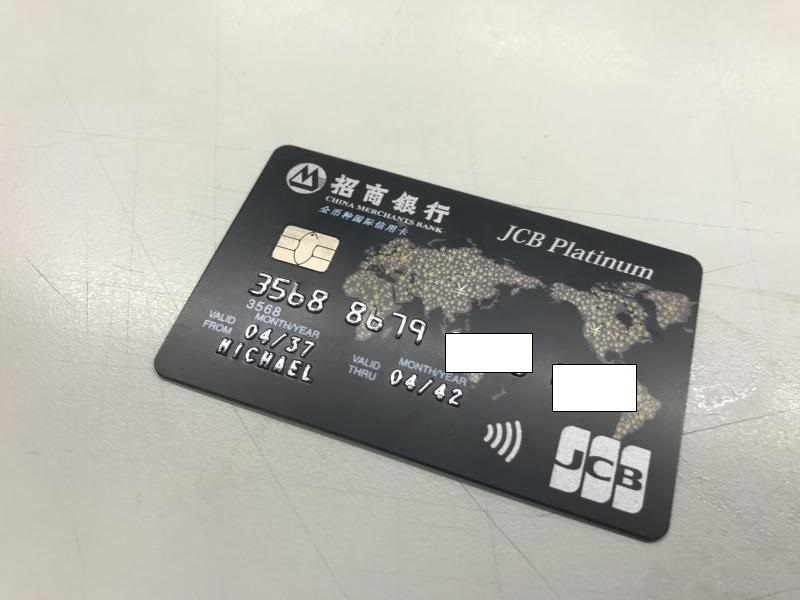 招商銀行
CHINA MERCHANTS BANK
全币种国际信用卡
JCB Platinum
3568 8679
3568
VALID FROM MONTH/YEAR 04/37
VALID THRU MONTH/YEAR 04/42
MICHAEL
JCB